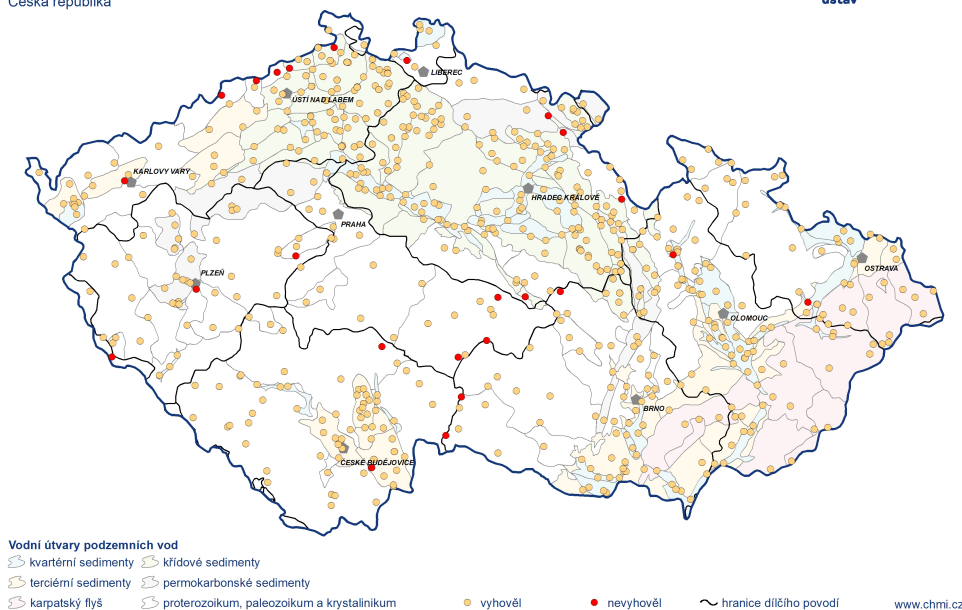 Česká republika
ústav
LIBEREC
ÚSTÍ NAD LABEM
KARLOVY VARY
HRADEC KRÁLOVÉ
PRAHA
PLZEŇ
OSTRAVA
OLOMOUC
BRNO
ČESKÉ BUDĚJOVICE
Vodní útvary podzemních vod
kvartérní sedimenty křídové sedimenty
terciérní sedimenty permokarbonské sedimenty
karpatský flyš proterozoikum, paleozoikum a krystalinikum vyhověl nevyhověl hranice dílčího povodí www.chmi.cz